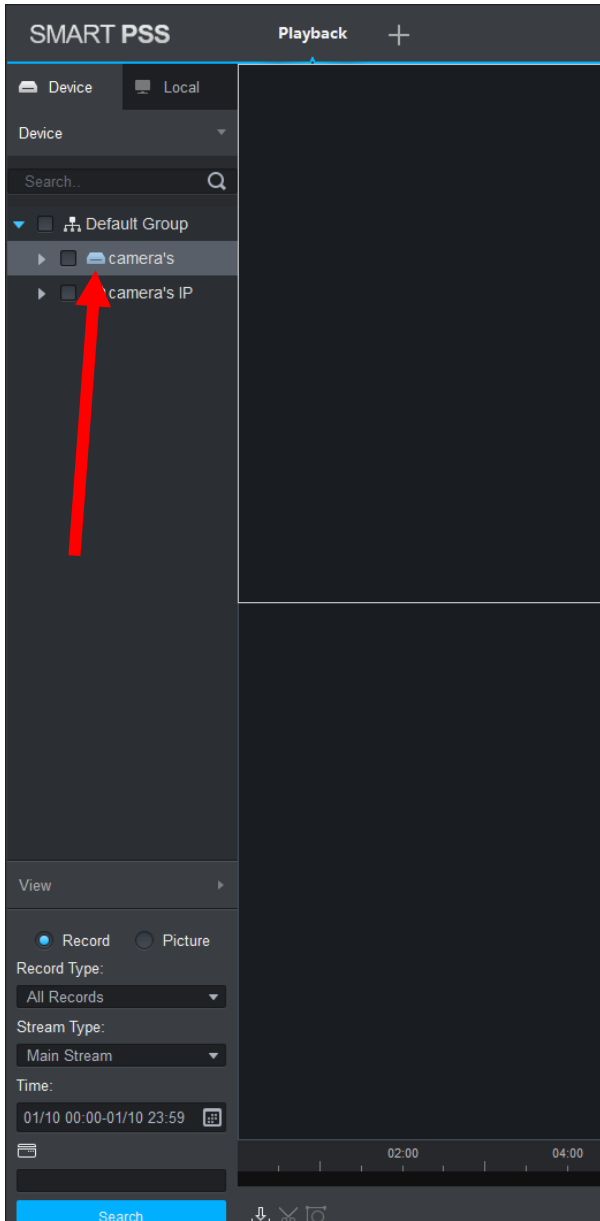 SMART PSS
Playback
Device
Local
Device
Search..
Default Group
camera's
camera's IP
View
Record
Picture
Record Type:
All Records
Stream Type:
Main Stream
Time:
01/10 00:00-01/10 23:59
02:00
04:00
Search